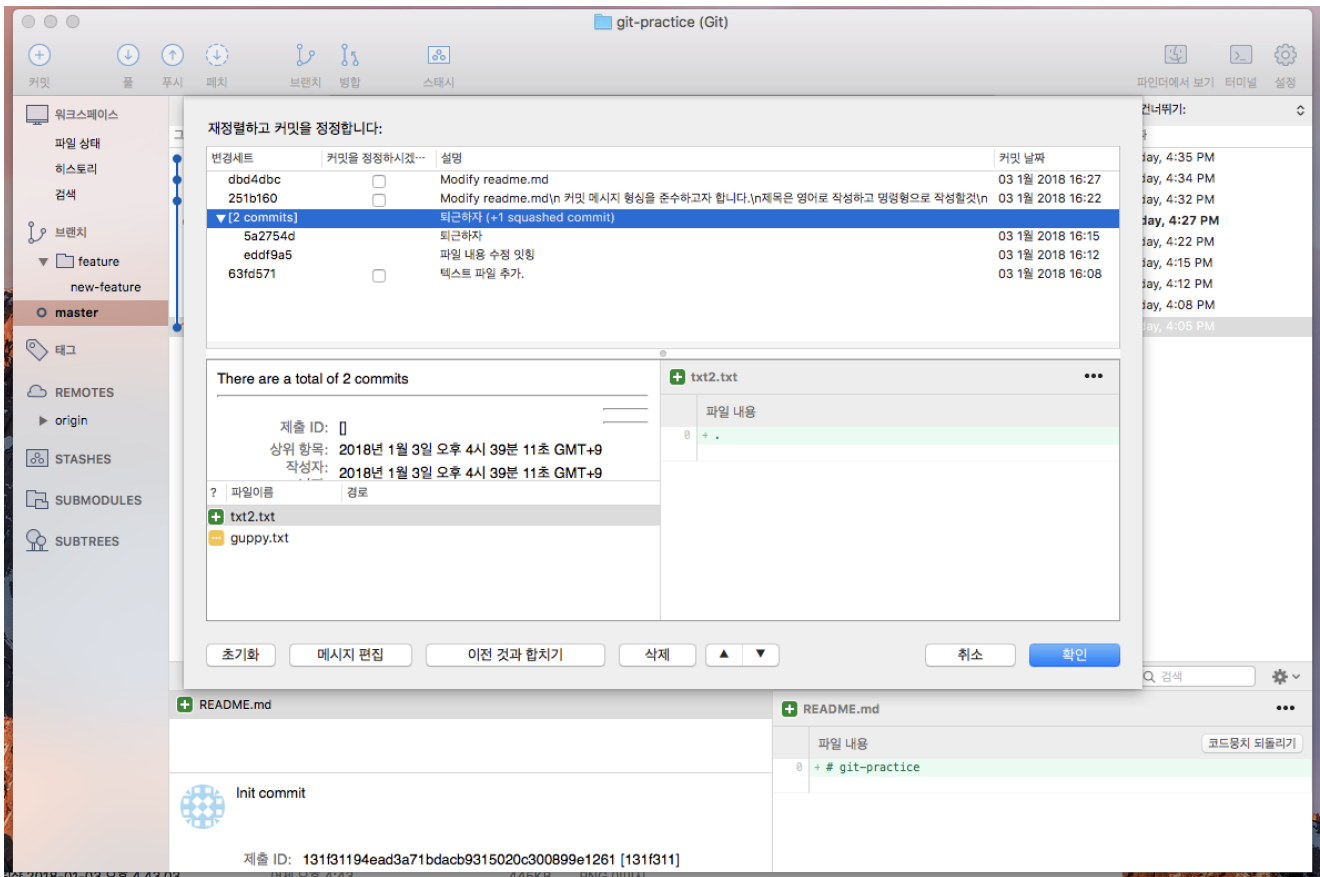 git-practice (Git)
커밋 풀 푸시 페치 브랜치 병합 스태시 파인더에서 보기 터미널 설정
워크스페이스
파일 상태
히스토리
검색
브랜치
feature
new-feature
master
태그
REMOTES
origin
STASHES
SUBMODULES
SUBTREES
재정렬하고 커밋을 정정합니다:
변경세트 커밋을 정정하시겠… 설명 커밋 날짜
dbd4dbc Modify readme.md 03 1월 2018 16:27
251b160 Modify readme.md\n 커밋 메시지 형싱을 준수하고자 합니다.\n제목은 영어로 작성하고 명령형으로 작성할것\n 03 1월 2018 16:22
▼[2 commits] 퇴근하자 (+1 squashed commit)
5a2754d 퇴근하자 03 1월 2018 16:15
eddf9a5 파일 내용 수정 잇힝 03 1월 2018 16:12
63fd571 텍스트 파일 추가. 03 1월 2018 16:08
건너뛰기:
day, 4:35 PM
day, 4:34 PM
day, 4:32 PM
day, 4:27 PM
day, 4:22 PM
day, 4:15 PM
day, 4:12 PM
day, 4:08 PM
day, 4:05 PM
There are a total of 2 commits
제출 ID: []
상위 항목: 2018년 1월 3일 오후 4시 39분 11초 GMT+9
작성자: 2018년 1월 3일 오후 4시 39분 11초 GMT+9
? 파일이름 경로
txt2.txt
guppy.txt
txt2.txt •••
파일 내용
0 + .
초기화 메시지 편집 이전 것과 합치기 삭제 ▲ ▼ 취소 확인
검색
README.md
README.md •••
파일 내용 코드뭉치 되돌리기
0 + # git-practice
Init commit
제출 ID: 131f31194ead3a71bdacb9315020c300899e1261 [131f311]